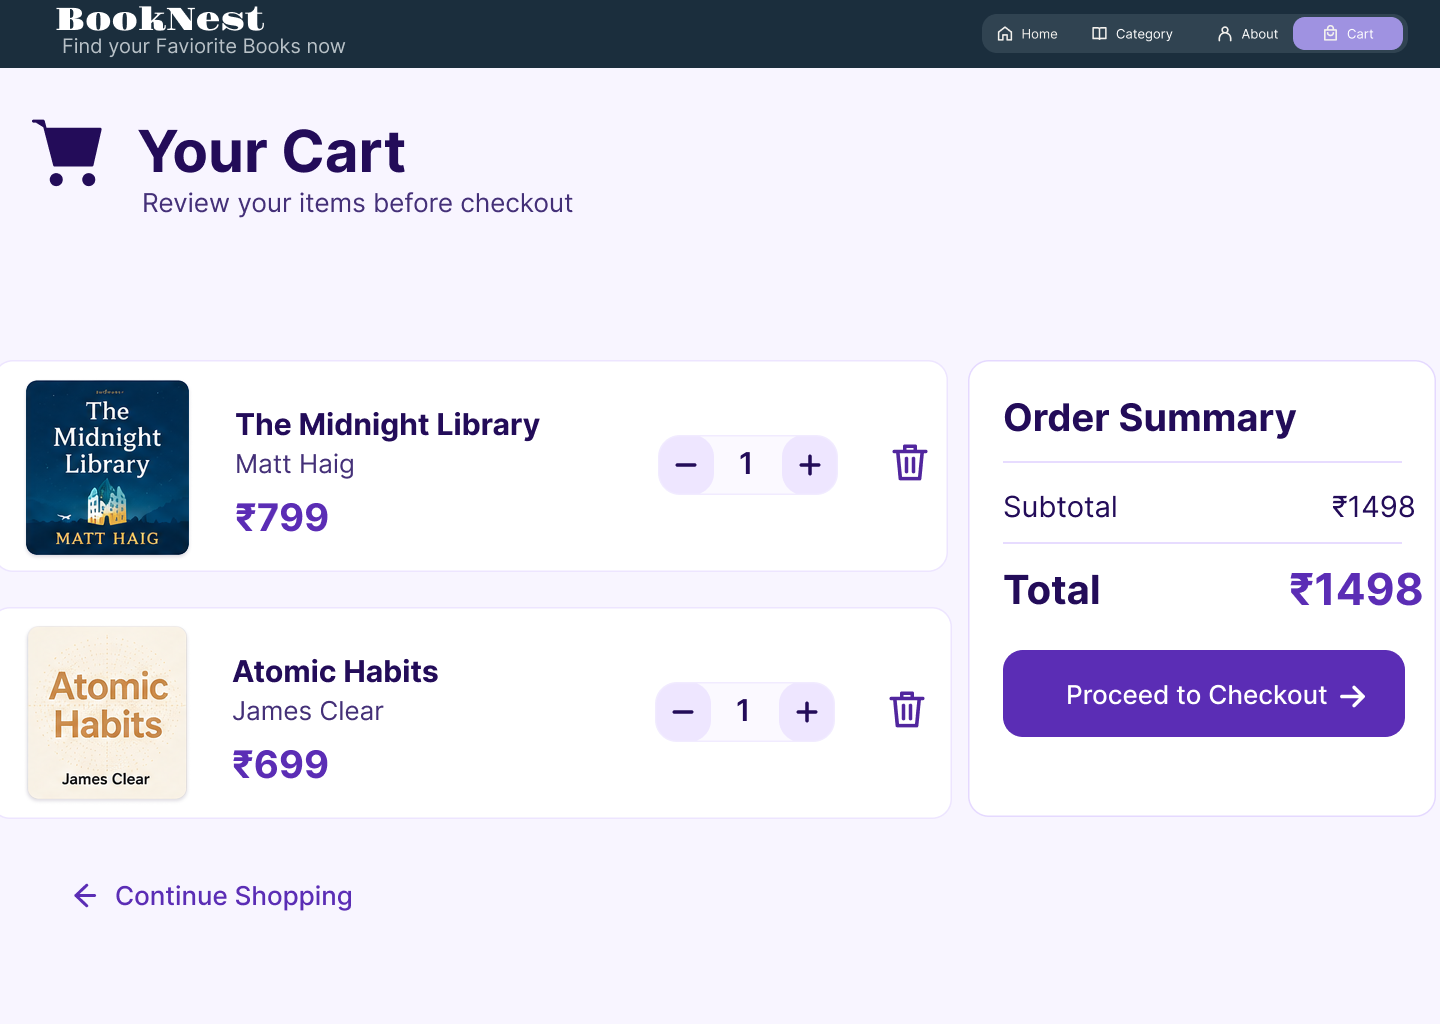 BookNest
Find your Faviorite Books now
Home Category About Cart
Your Cart
Review your items before checkout
The
Midnight
Library
MATT HAIG
The Midnight Library
Matt Haig
₹799
1
Atomic
Habits
James Clear
Atomic Habits
James Clear
₹699
1
Order Summary
Subtotal ₹1498
Total ₹1498
Proceed to Checkout →
← Continue Shopping